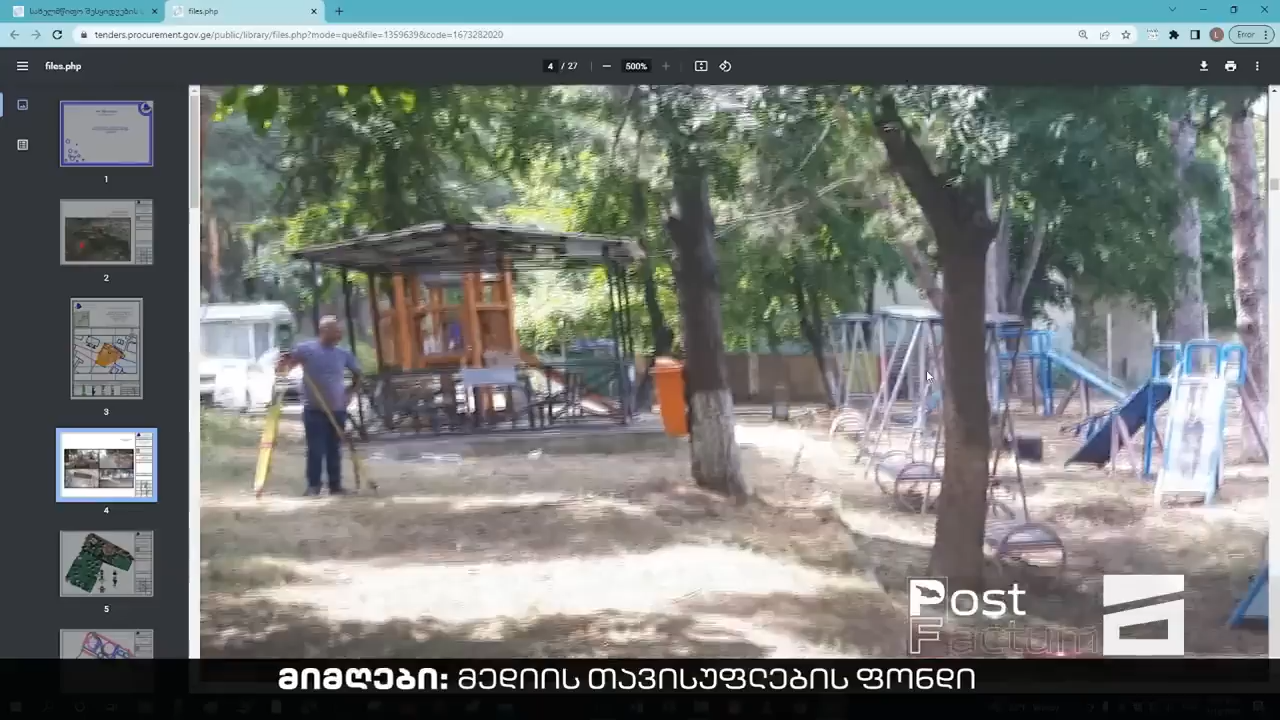 files.php
tenders.procurement.gov.ge/public/library/files.php?mode=que&file=1359639&code=1673282020
L
Error
files.php
4 / 27
500%
1
2
3
4
5
Post
Factum
მიმღები: მედიის თავისუფლების ფონდი